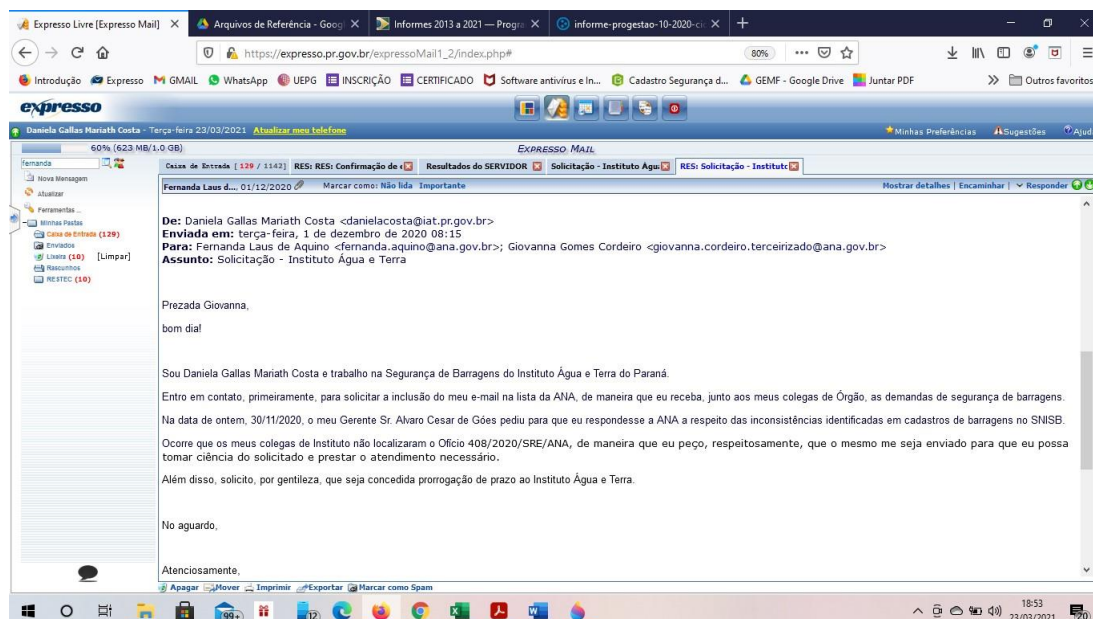 Expresso Livre [Expresso Mail]
Arquivos de Referência - Goog
Informes 2013 a 2021 — Progra
informe-progestao-10-2020-cic
https://expresso.pr.gov.br/expressoMail1_2/index.php#
80%
Introdução Expresso GMAIL WhatsApp UEPG INSCRIÇÃO CERTIFICADO Software antivírus e In... Cadastro Segurança d... GEMF - Google Drive Juntar PDF Outros favoritos
expresso
Daniela Gallas Mariath Costa - Terça-feira 23/03/2021 Atualizar meu telefone
Minhas Preferências Sugestões Ajud
60% (623 MB/1.0 GB)
EXPRESSO MAIL
fernanda
Nova Mensagem
Atualizar
Ferramentas ...
Minhas Pastas
Caixa de Entrada (129)
Enviados
Lixeira (10) [Limpar]
Rascunhos
RESTEC (10)
Caixa de Entrada [ 129 / 1142] RES: RES: Confirmação de Resultados do SERVIDOR Solicitação - Instituto Águ RES: Solicitação - Institut
Fernanda Laus d..., 01/12/2020 Marcar como: Não lida Importante
Mostrar detalhes | Encaminhar | Responder
De: Daniela Gallas Mariath Costa <danielacosta@iat.pr.gov.br>
Enviada em: terça-feira, 1 de dezembro de 2020 08:15
Para: Fernanda Laus de Aquino <fernanda.aquino@ana.gov.br>; Giovanna Gomes Cordeiro <giovanna.cordeiro.terceirizado@ana.gov.br>
Assunto: Solicitação - Instituto Água e Terra
Prezada Giovanna,
bom dia!
Sou Daniela Gallas Mariath Costa e trabalho na Segurança de Barragens do Instituto Água e Terra do Paraná.
Entro em contato, primeiramente, para solicitar a inclusão do meu e-mail na lista da ANA, de maneira que eu receba, junto aos meus colegas de Órgão, as demandas de segurança de barragens.
Na data de ontem, 30/11/2020, o meu Gerente Sr. Alvaro Cesar de Góes pediu para que eu respondesse a ANA a respeito das inconsistências identificadas em cadastros de barragens no SNISB.
Ocorre que os meus colegas de Instituto não localizaram o Ofício 408/2020/SRE/ANA, de maneira que eu peço, respeitosamente, que o mesmo me seja enviado para que eu possa
tomar ciência do solicitado e prestar o atendimento necessário.
Além disso, solicito, por gentileza, que seja concedida prorrogação de prazo ao Instituto Água e Terra.
No aguardo,
Atenciosamente,
Apagar Mover Imprimir Exportar Marcar como Spam
99+
12
18:53
23/03/2021
20